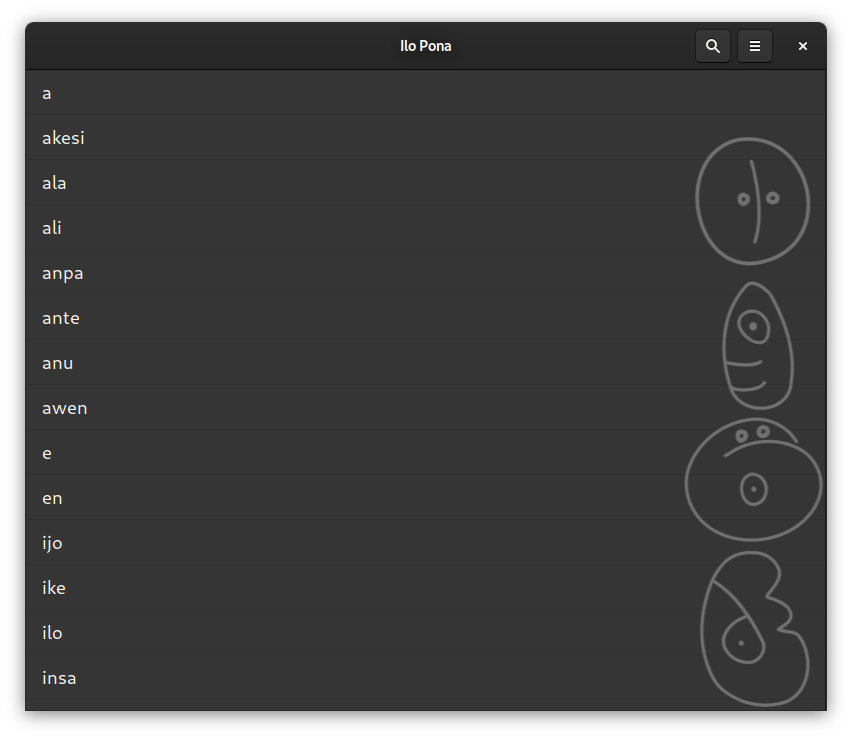 Ilo Pona
a
akesi
ala
ali
anpa
ante
anu
awen
e
en
ijo
ike
ilo
insa